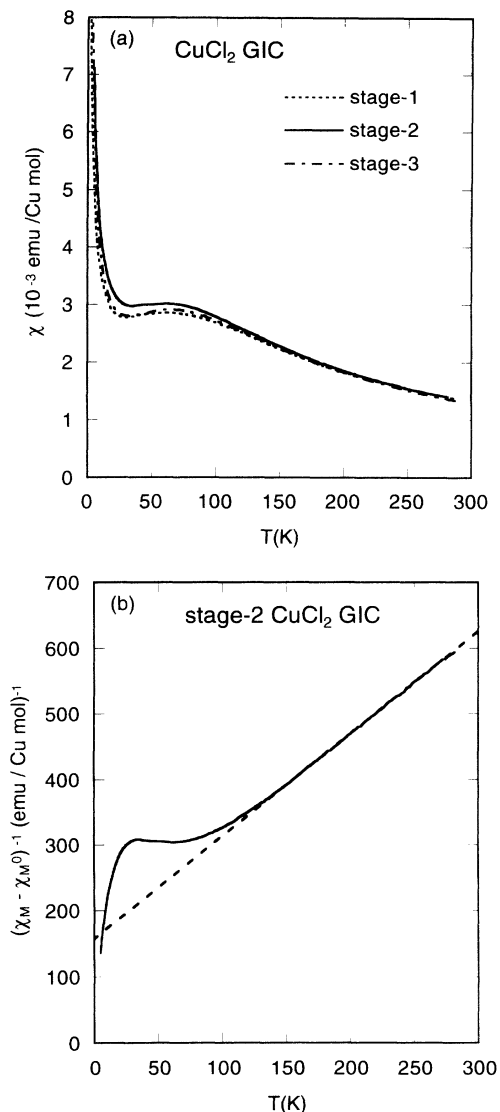 (a)
CuCl₂ GIC
stage-1
stage-2
stage-3
χ (10⁻³ emu /Cu mol)
8
7
6
5
4
3
2
1
0
0 50 100 150 200 250 300
T(K)
(b)
stage-2 CuCl₂ GIC
(χM - χM⁰)⁻¹ (emu / Cu mol)⁻¹
700
600
500
400
300
200
100
0
0 50 100 150 200 250 300
T(K)